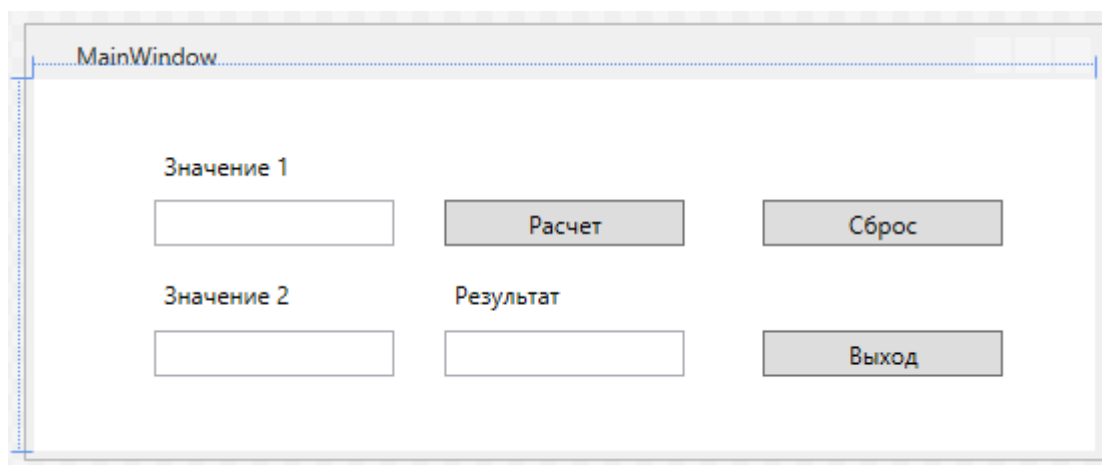 MainWindow
Значение 1
Расчет
Сброс
Значение 2
Результат
Выход